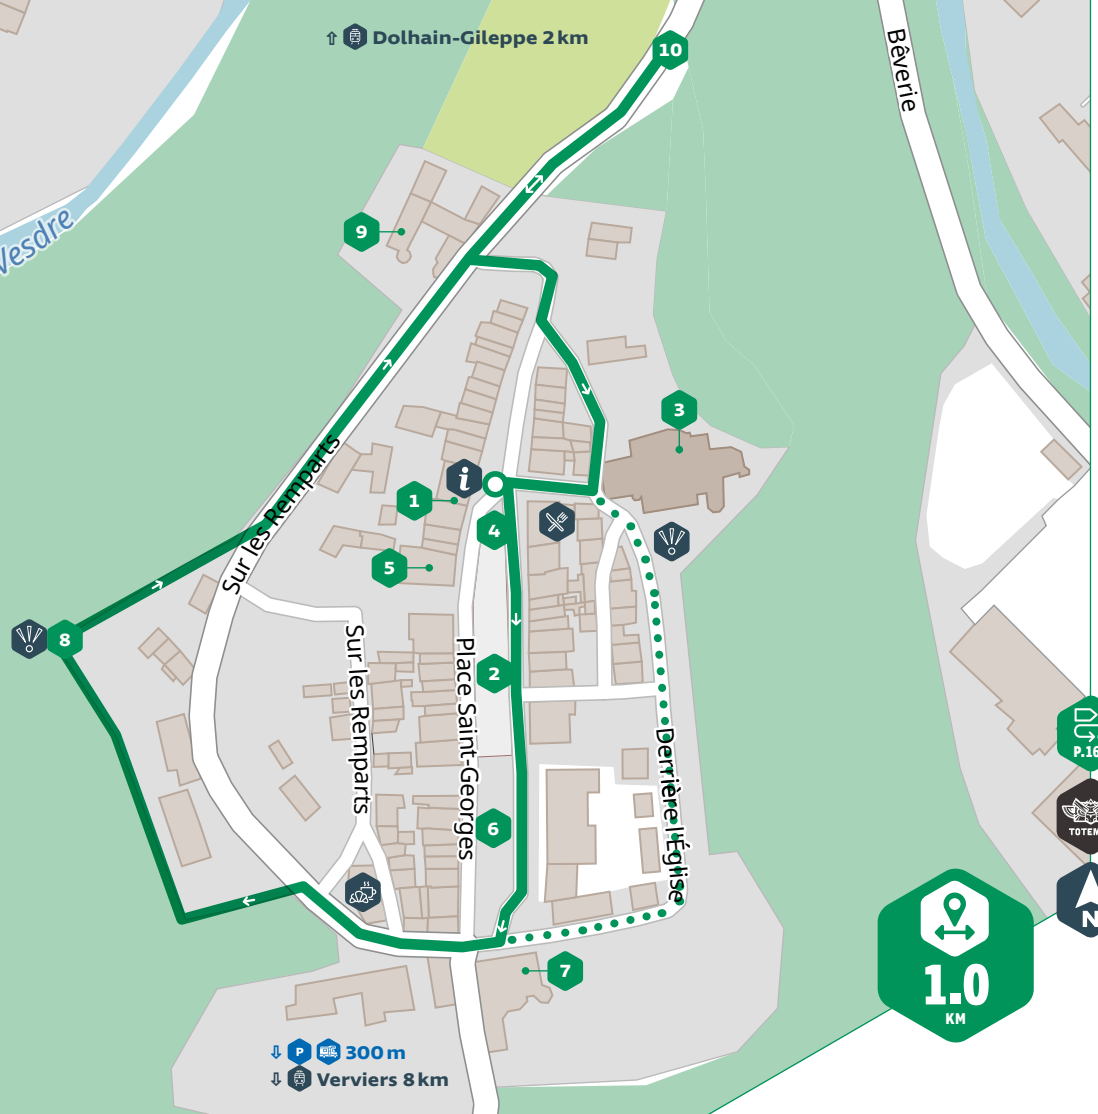 ⇧ Dolhain-Gileppe 2 km
10
Bêverie
Vesdre
9
3
Sur les Remparts
i
1
4
5
8
Sur les Remparts
Place Saint-Georges
2
Derrière l'Église
P.16
6
TOTEM
N
7
1.0
KM
⇩ P 300 m
⇩ Verviers 8 km